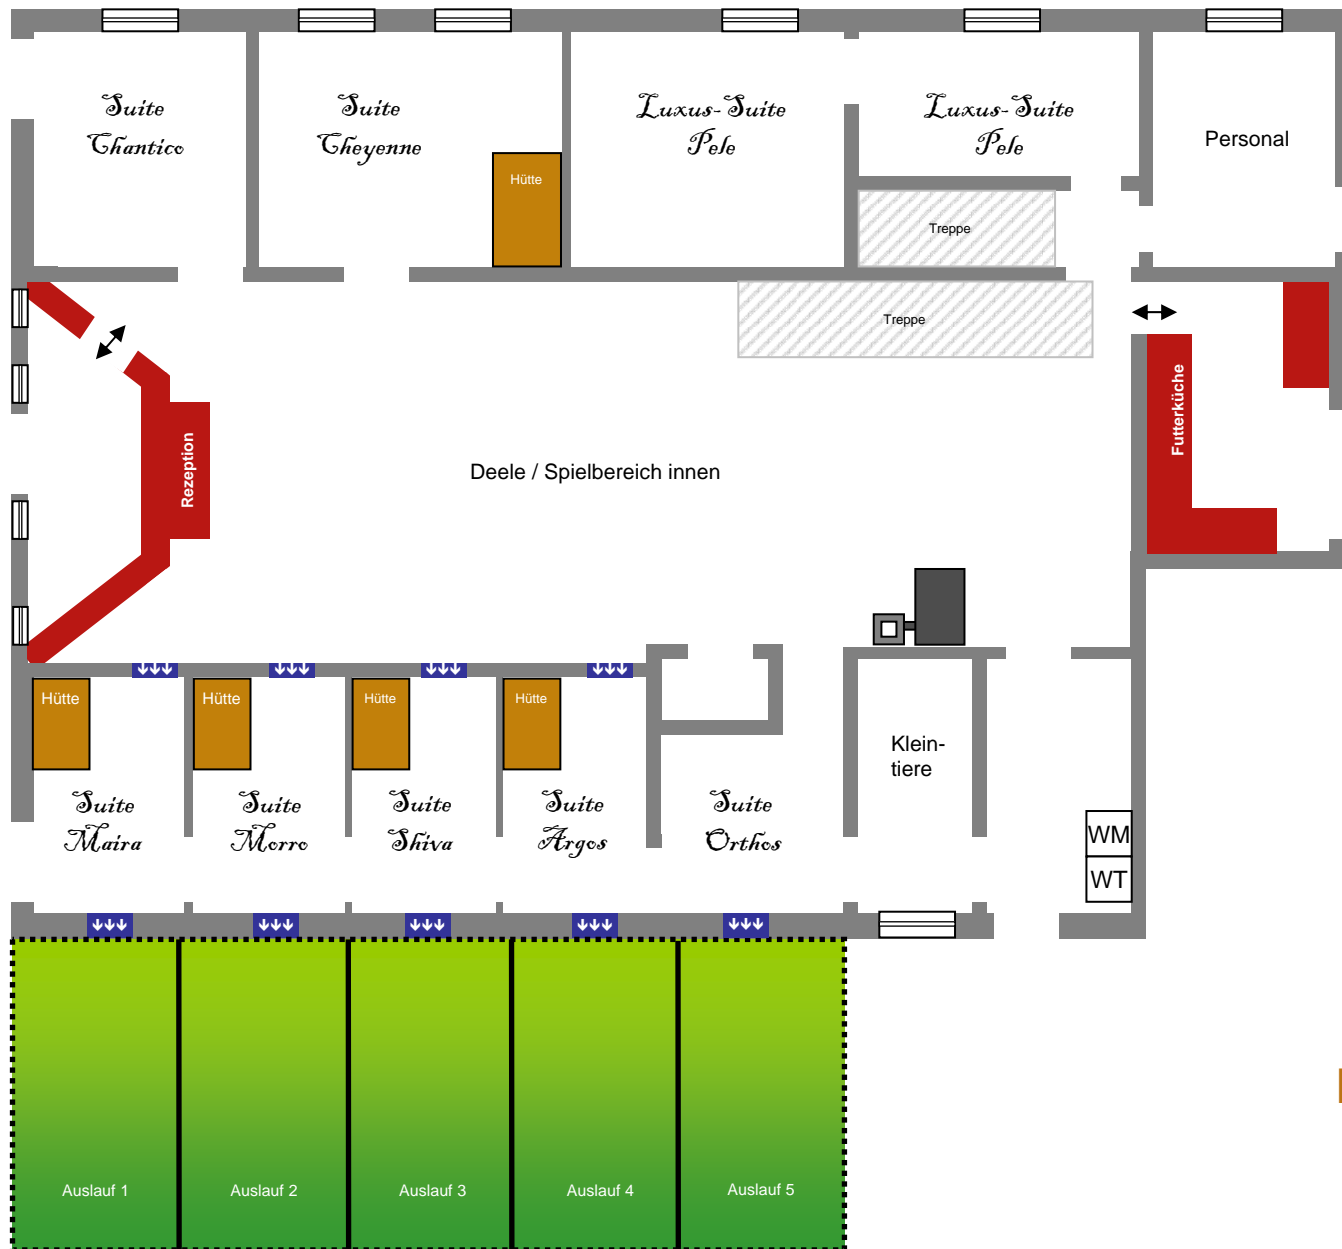 Suite
Chantico
Suite
Cheyenne
Hütte
Luxus-Suite
Pele
Luxus-Suite
Pele
Personal
Treppe
Treppe
Rezeption
Deele / Spielbereich innen
Futterküche
Hütte
Hütte
Hütte
Hütte
Suite
Maira
Suite
Morro
Suite
Shiva
Suite
Argos
Suite
Orthos
Klein-
tiere
WM
WT
Auslauf 1
Auslauf 2
Auslauf 3
Auslauf 4
Auslauf 5